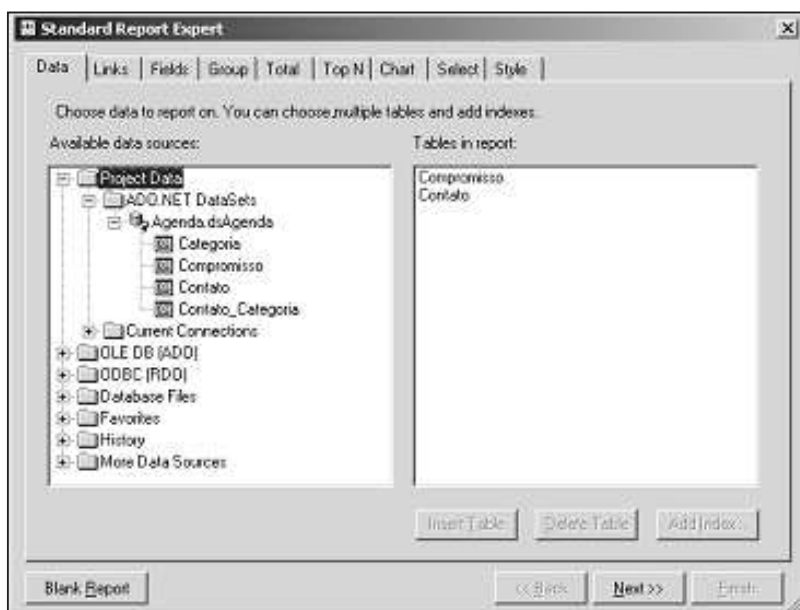 Standard Report Expert
Data Links Fields Group Total Top N Chart Select Style
Choose data to report on. You can choose multiple tables and add indexes.
Available data sources:
Project Data
ADO.NET DataSets
Agenda.dsAgenda
Categoria
Compromisso
Contato
Contato_Categoria
Current Connections
OLE DB (ADO)
ODBC (RDO)
Database Files
Favorites
History
More Data Sources
Tables in report:
Compromisso
Contato
Insert Table Delete Table Add Index...
Blank Report << Back Next >> Finish